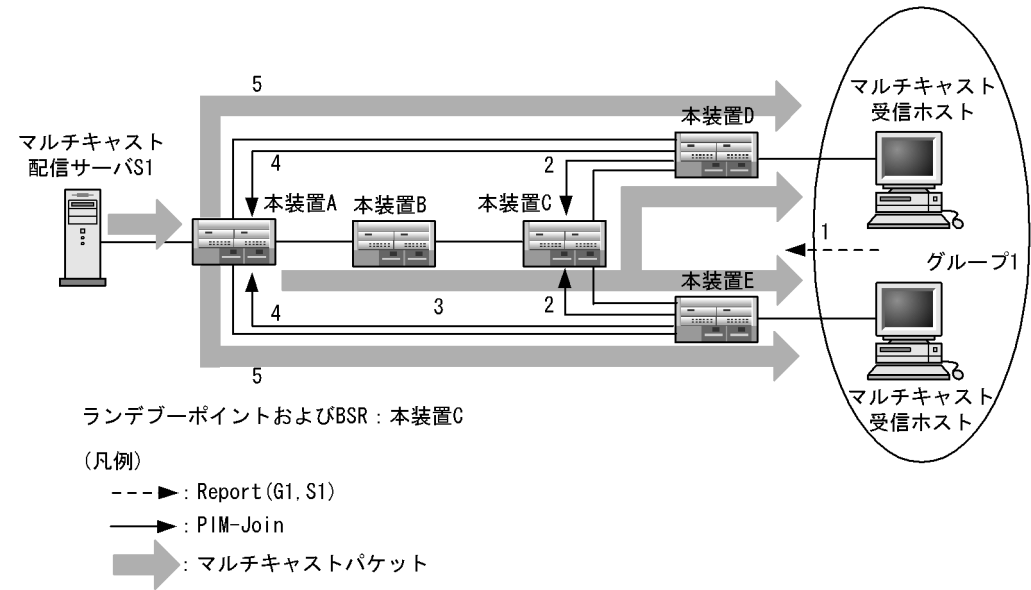 5
マルチキャスト
受信ホスト
本装置D
マルチキャスト
配信サーバS1
4
2
本装置A
本装置B
本装置C
1
グループ1
本装置E
3
4
2
5
マルチキャスト
受信ホスト
ランデブーポイントおよびBSR：本装置C
(凡例)
：Report(G1,S1)
：PIM-Join
：マルチキャストパケット